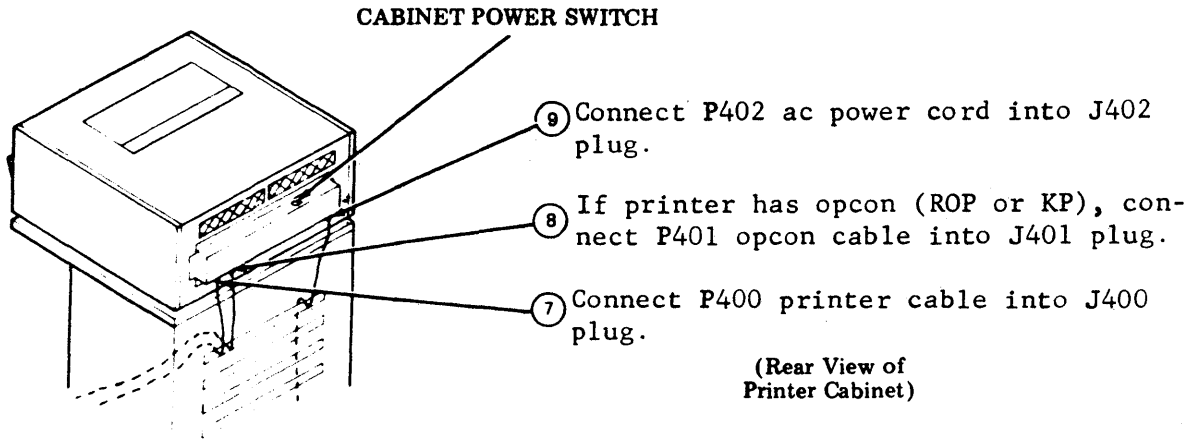 CABINET POWER SWITCH
9 Connect P402 ac power cord into J402
plug.
8 If printer has opcon (ROP or KP), con-
nect P401 opcon cable into J401 plug.
7 Connect P400 printer cable into J400
plug.
(Rear View of
Printer Cabinet)